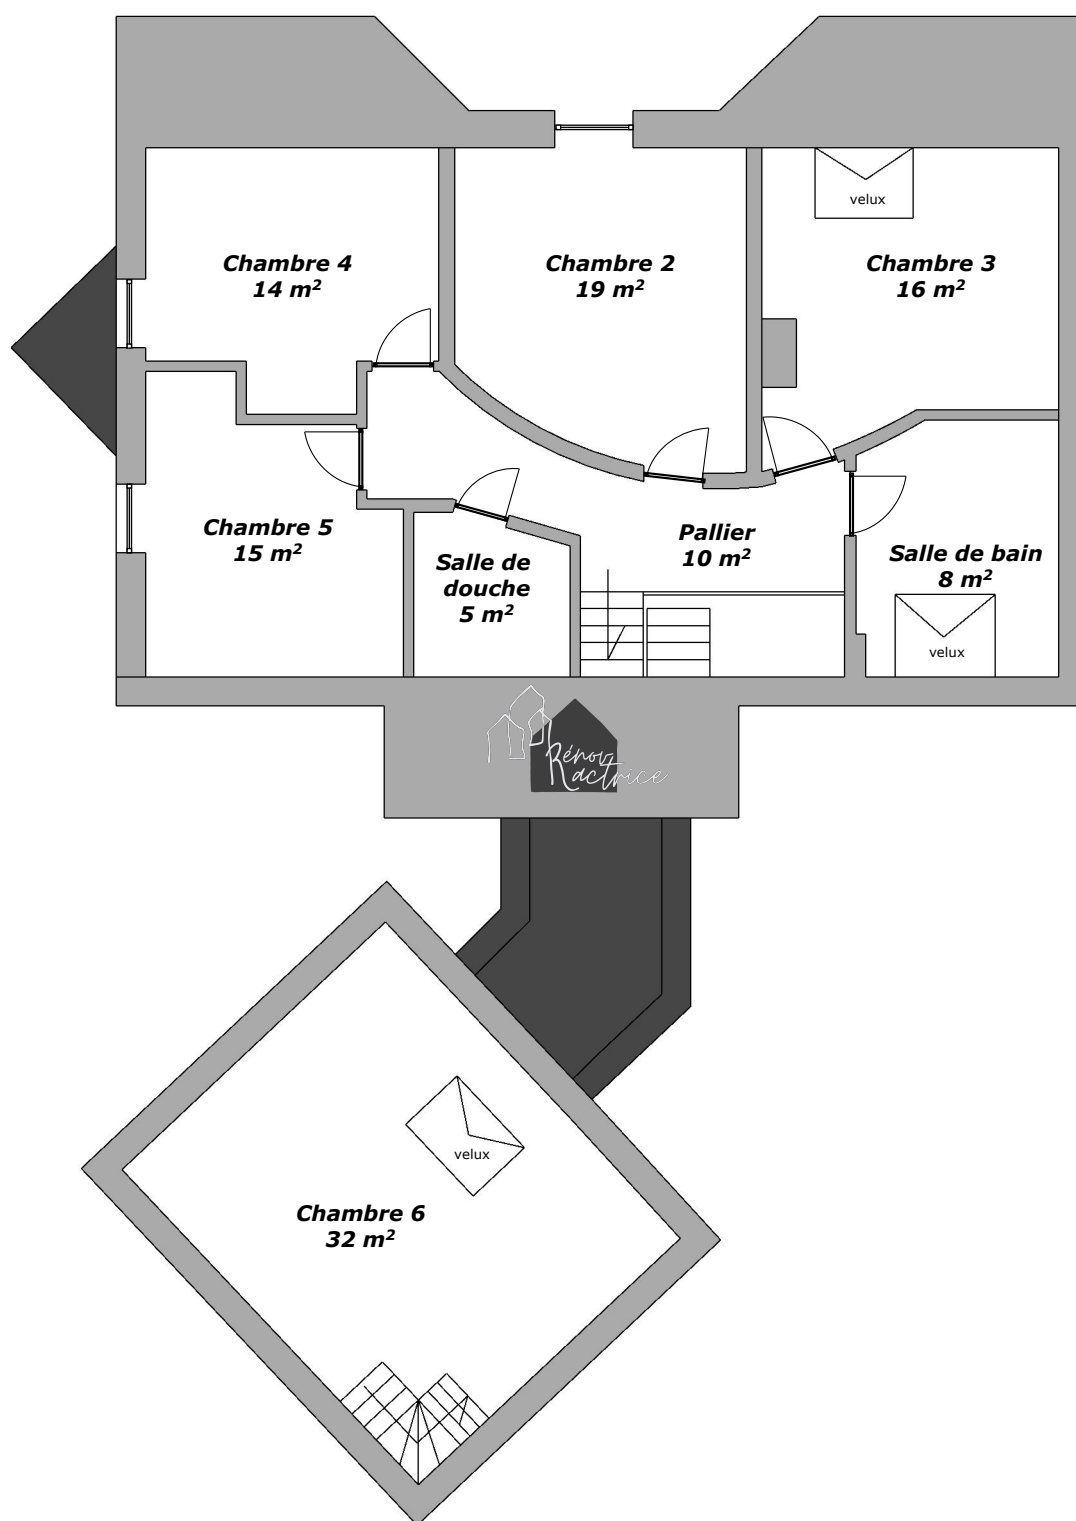 velux
Chambre 4
14 m²
Chambre 2
19 m²
Chambre 3
16 m²
Chambre 5
15 m²
Salle de
douche
5 m²
Pallier
10 m²
Salle de bain
8 m²
velux
Rénov
actrice
velux
Chambre 6
32 m²